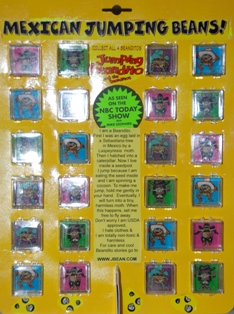 MEXICAN JUMPING BEANS!
COLLECT ALL 4 BEANDITOS!
Jumping
Beandito
AS SEEN
ON THE
NBC TODAY
SHOW
I am a Beandito
First I was an egg laid in
a Sebastiana tree
in Mexico by a
moth.
Then I hatched into a
caterpillar. Now I live
inside a seedpod.
I jump because I am
eating the seed inside
and I am spinning a
cocoon. To make me
jump, hold me gently in
your hand. Eventually I
will turn into a tiny,
harmless moth. When
this happens, set me
free to fly away.
Don't worry I am USDA
approved.
I hate clothes &
I am totally non-toxic &
harmless.
For care and cool
Beandito stories go to
WWW.JBEAN.COM